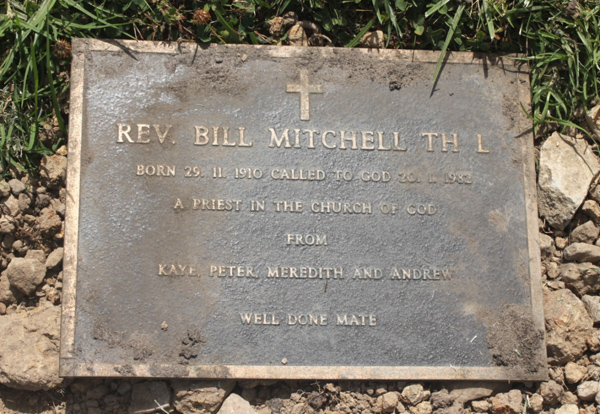 REV. BILL MITCHELL TH L
BORN 29. 11. 1910 CALLED TO GOD 20. 1. 1982
A PRIEST IN THE CHURCH OF GOD
FROM
KAYE, PETER, MEREDITH AND ANDREW
WELL DONE MATE